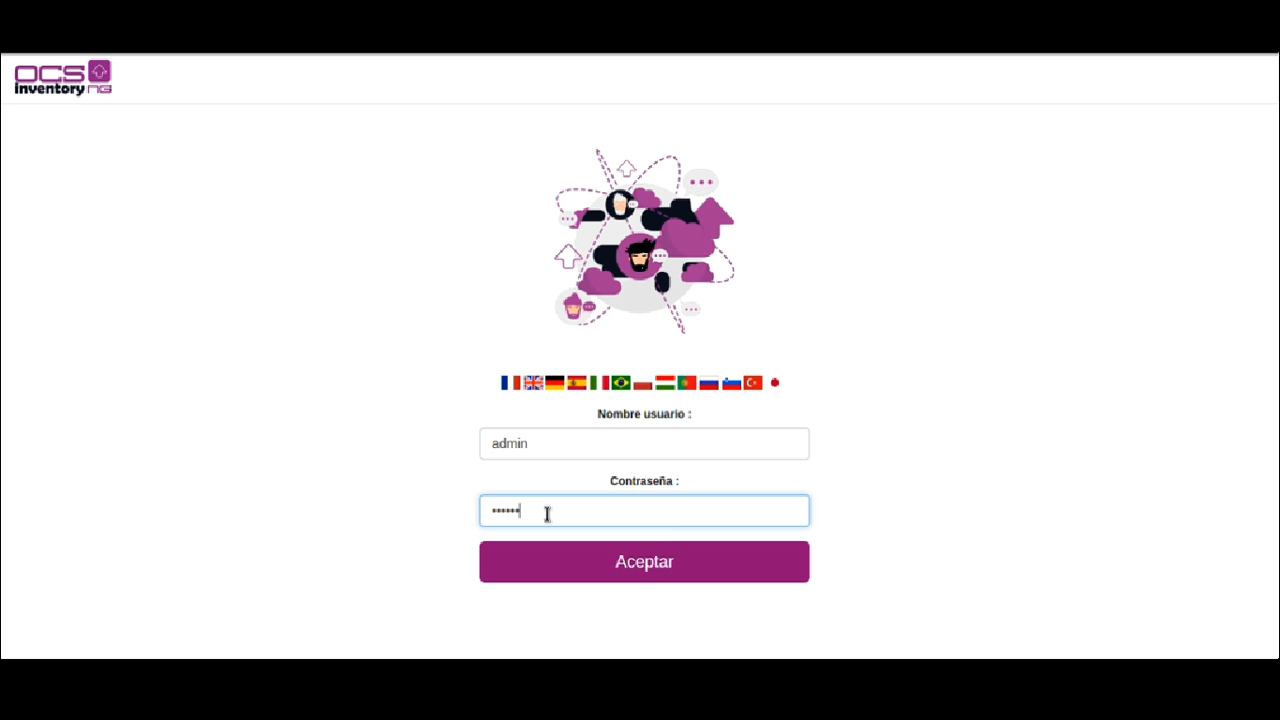 OCS
inventory NG
Nombre usuario :
admin
Contraseña :
••••••
Aceptar